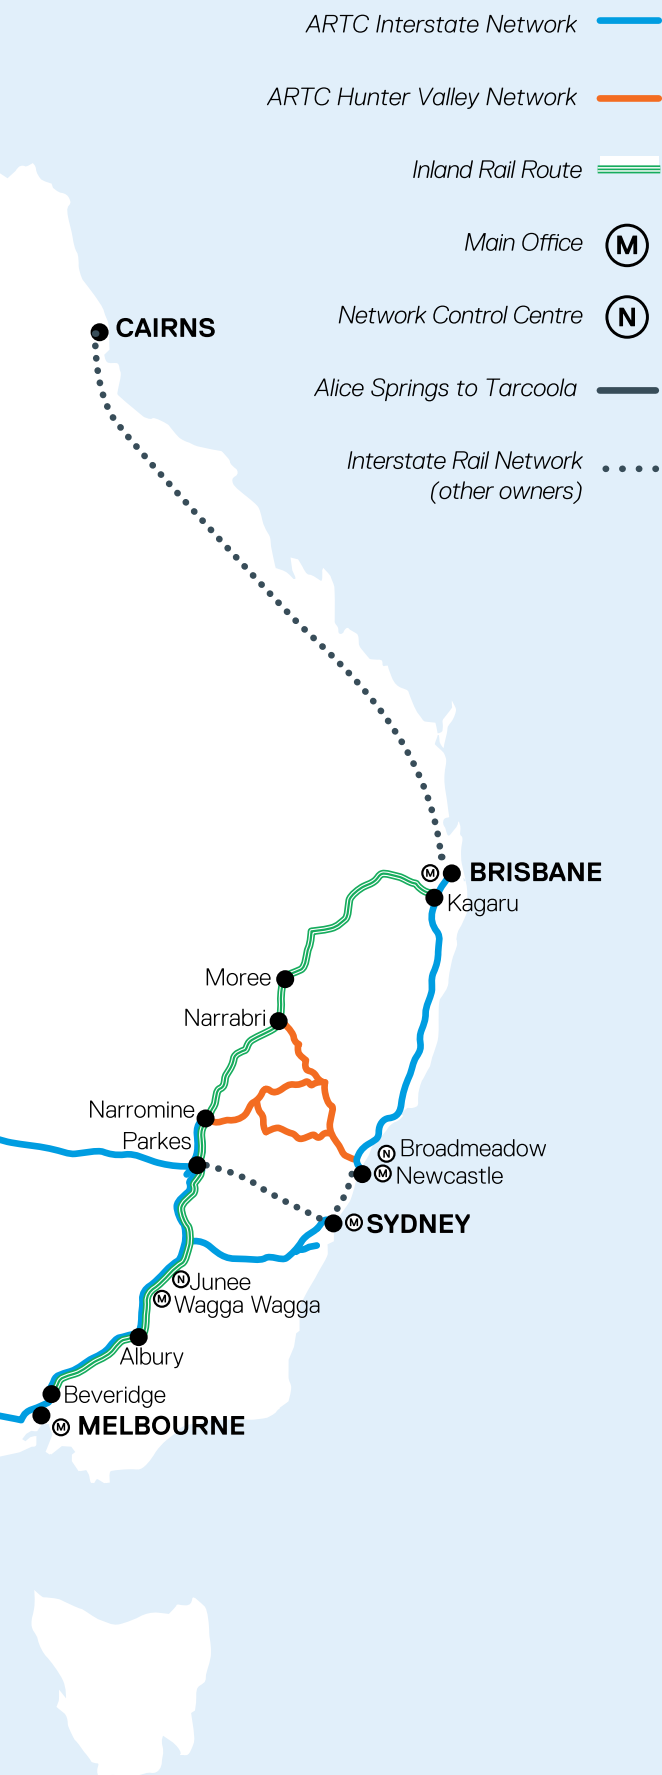 ARTC Interstate Network
ARTC Hunter Valley Network
Inland Rail Route
Main Office M
Network Control Centre N
Alice Springs to Tarcoola
Interstate Rail Network
(other owners)
CAIRNS
M BRISBANE
Kagaru
Moree
Narrabri
Narromine
Parkes
N Broadmeadow
M Newcastle
M SYDNEY
N Junee
M Wagga Wagga
Albury
Beveridge
M MELBOURNE